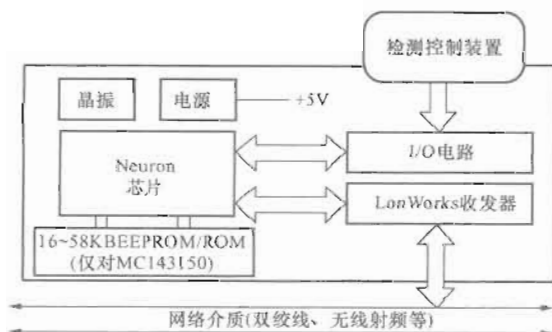 检测控制装置
晶振
电源
+5V
Neuron
芯片
I/O电路
LonWorks收发器
16~58KBEEPROM/ROM
(仅对MC143150)
网络介质(双绞线、无线射频等)